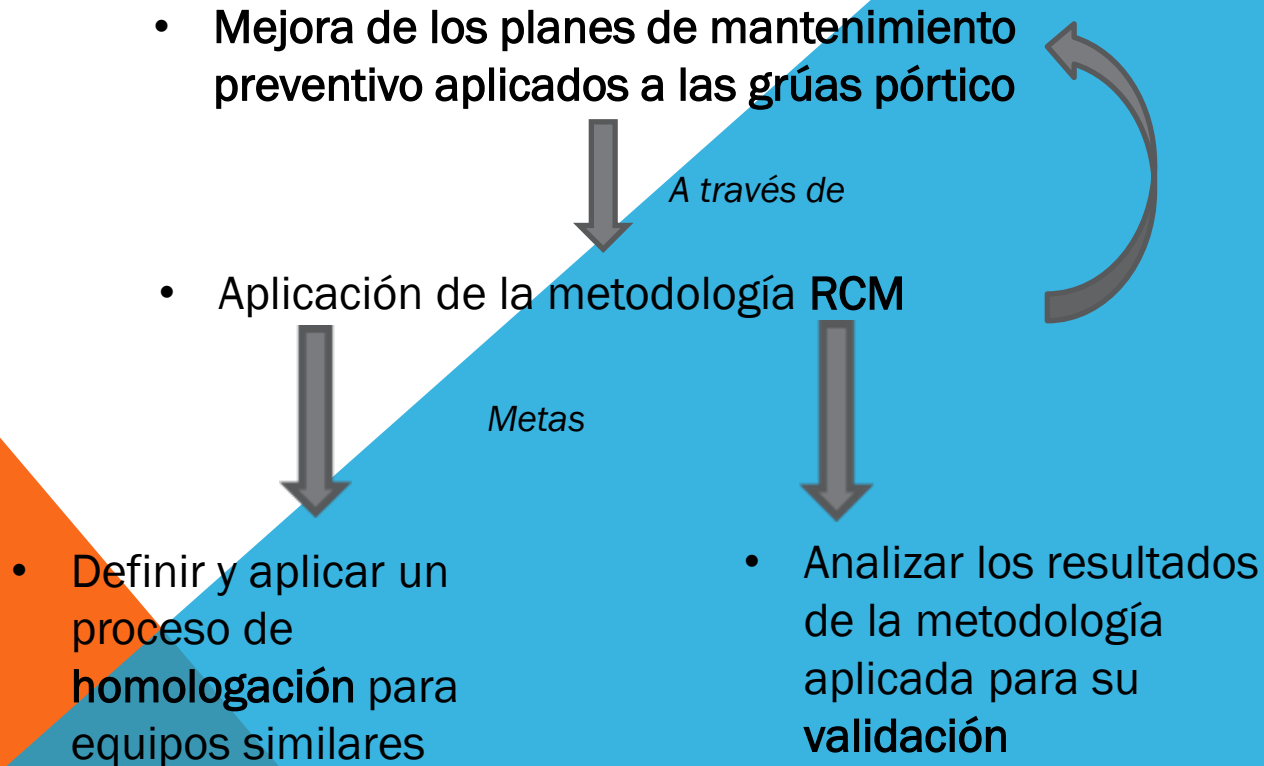 • Mejora de los planes de mantenimiento
preventivo aplicados a las grúas pórtico
A través de
• Aplicación de la metodología RCM
Metas
• Definir y aplicar un
proceso de
homologación para
equipos similares
• Analizar los resultados
de la metodología
aplicada para su
validación